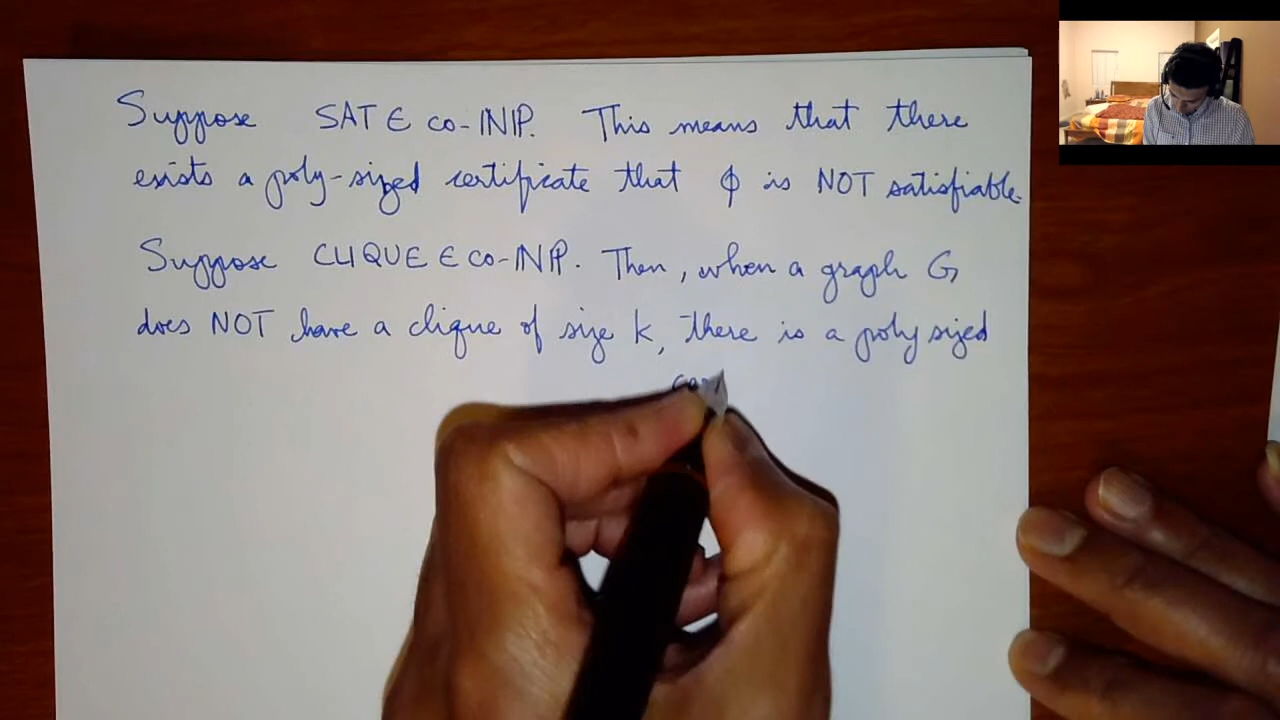 Suppose SAT ∈ co-NP. This means that there
exists a poly-sized certificate that ϕ is NOT satisfiable.
Suppose CLIQUE ∈ co-NP. Then, when a graph G
does NOT have a clique of size k, there is a poly sized